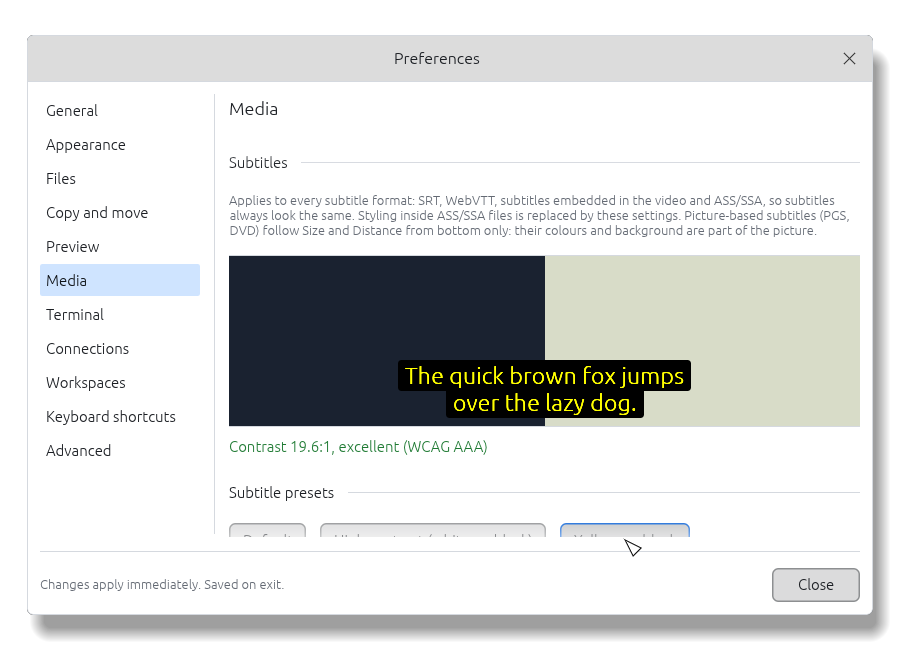 Preferences
General
Appearance
Files
Copy and move
Preview
Media
Terminal
Connections
Workspaces
Keyboard shortcuts
Advanced
Media
Subtitles
Applies to every subtitle format: SRT, WebVTT, subtitles embedded in the video and ASS/SSA, so subtitles
always look the same. Styling inside ASS/SSA files is replaced by these settings. Picture-based subtitles (PGS,
DVD) follow Size and Distance from bottom only: their colours and background are part of the picture.
The quick brown fox jumps
over the lazy dog.
Contrast 19.6:1, excellent (WCAG AAA)
Subtitle presets
Changes apply immediately. Saved on exit.
Close